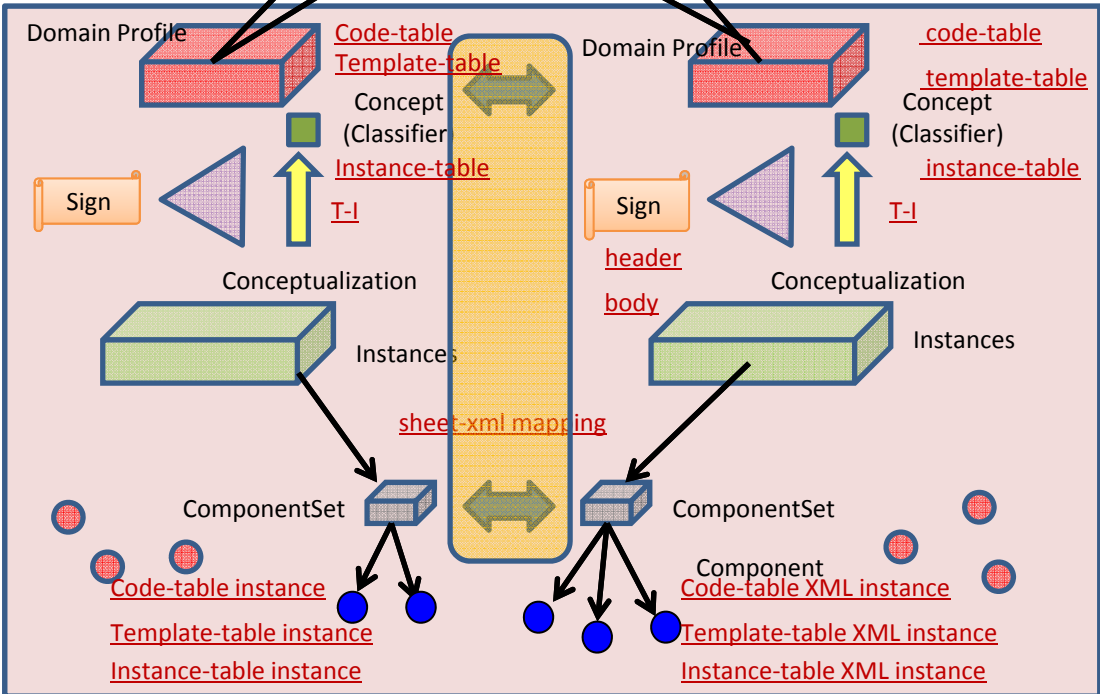 Domain Profile
Code-table
Template-table
Concept
(Classifier)
Instance-table
Sign
T-I
Conceptualization
Instances
sheet-xml mapping
ComponentSet
Code-table instance
Template-table instance
Instance-table instance
Domain Profile
code-table
template-table
Concept
(Classifier)
instance-table
Sign
T-I
header
body
Conceptualization
Instances
ComponentSet
Component
Code-table XML instance
Template-table XML instance
Instance-table XML instance